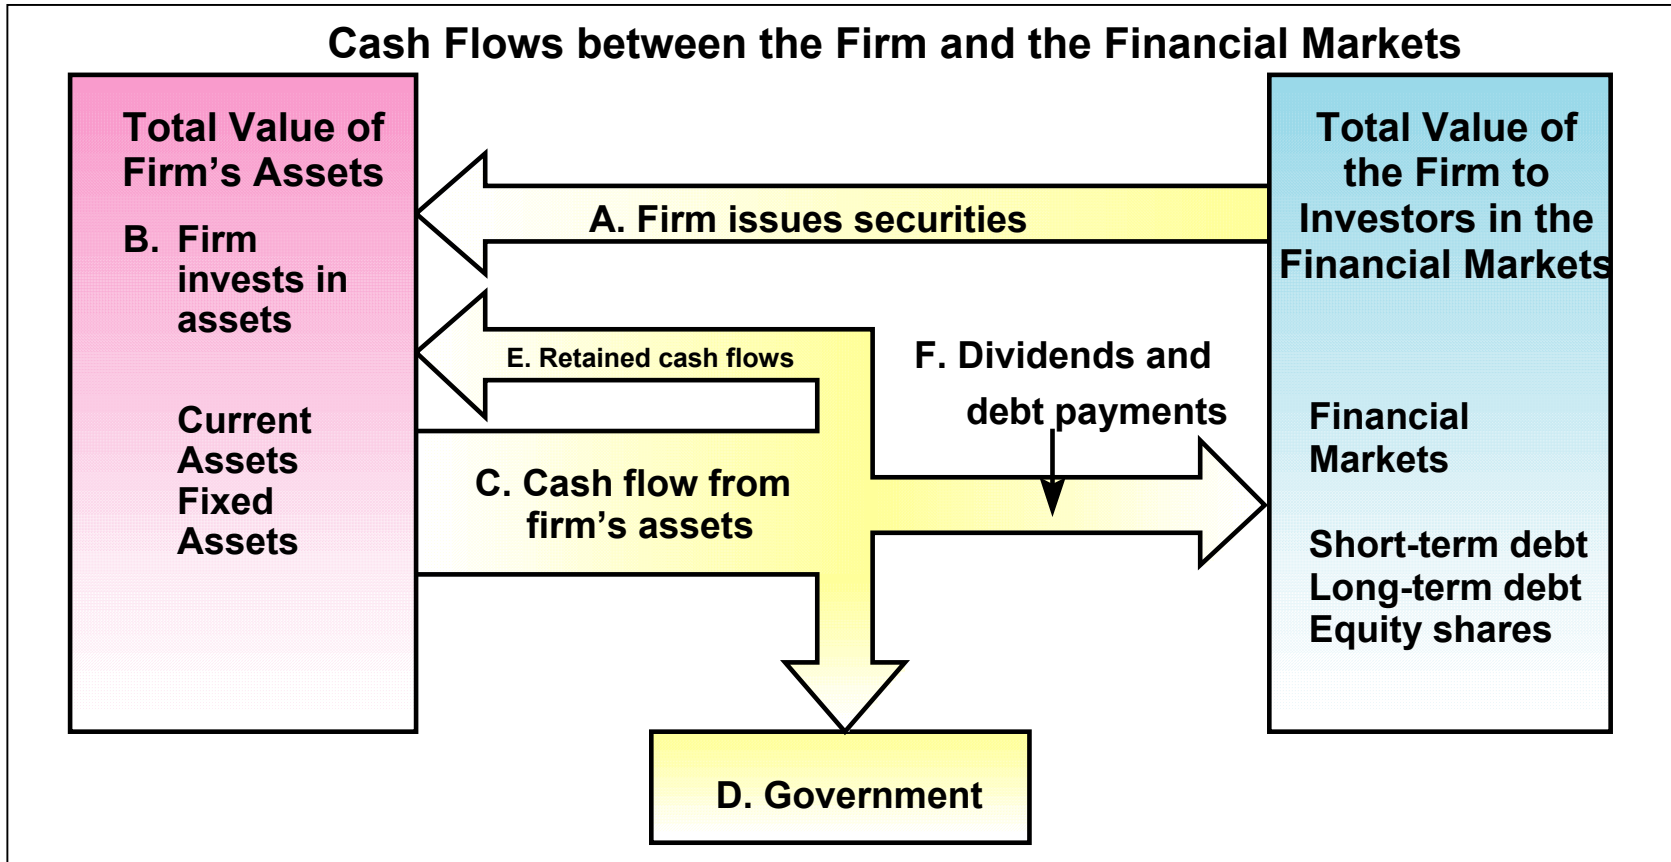 Cash Flows between the Firm and the Financial Markets
Total Value of
Firm’s Assets
B. Firm
invests in
assets
Current
Assets
Fixed
Assets
A. Firm issues securities
E. Retained cash flows
C. Cash flow from
firm’s assets
F. Dividends and
debt payments
D. Government
Total Value of
the Firm to
Investors in the
Financial Markets
Financial
Markets
Short-term debt
Long-term debt
Equity shares